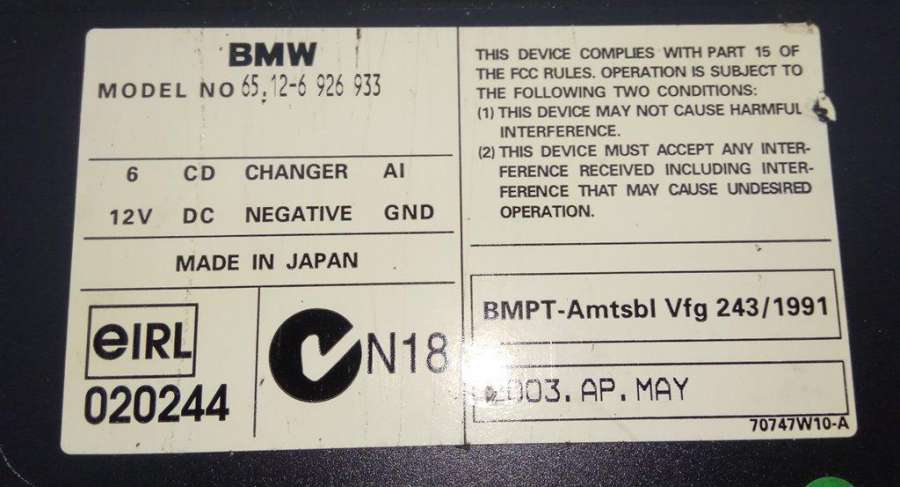 BMW
MODEL NO 65.12-6 926 933
6 CD CHANGER AI
12V DC NEGATIVE GND
MADE IN JAPAN
eIRL
020244
N18
THIS DEVICE COMPLIES WITH PART 15 OF
THE FCC RULES. OPERATION IS SUBJECT TO
THE FOLLOWING TWO CONDITIONS:
(1) THIS DEVICE MAY NOT CAUSE HARMFUL
INTERFERENCE.
(2) THIS DEVICE MUST ACCEPT ANY INTER-
FERENCE RECEIVED INCLUDING INTER-
FERENCE THAT MAY CAUSE UNDESIRED
OPERATION.
BMPT-Amtsbl Vfg 243/1991
2003.AP.MAY
70747W10-A